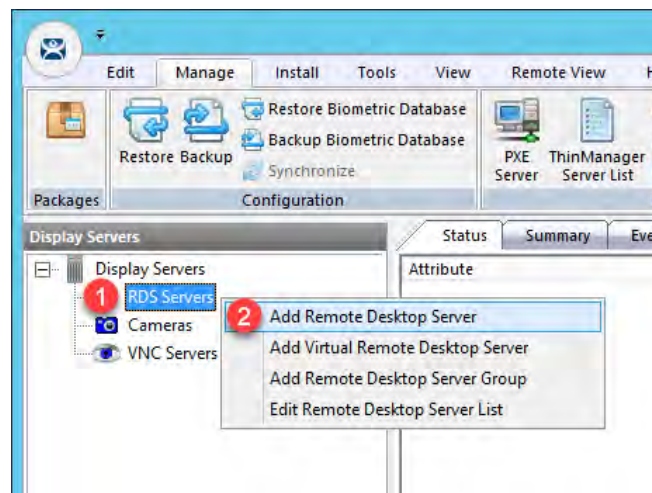 Edit Manage Install Tools View Remote View
Restore Biometric Database
Backup Biometric Database
Restore Backup
Synchronize
PXE Server
ThinManager Server List
Packages
Configuration
Display Servers
Status Summary
Display Servers
Attribute
1 RDS Servers
2 Add Remote Desktop Server
Cameras
Add Virtual Remote Desktop Server
VNC Servers
Add Remote Desktop Server Group
Edit Remote Desktop Server List